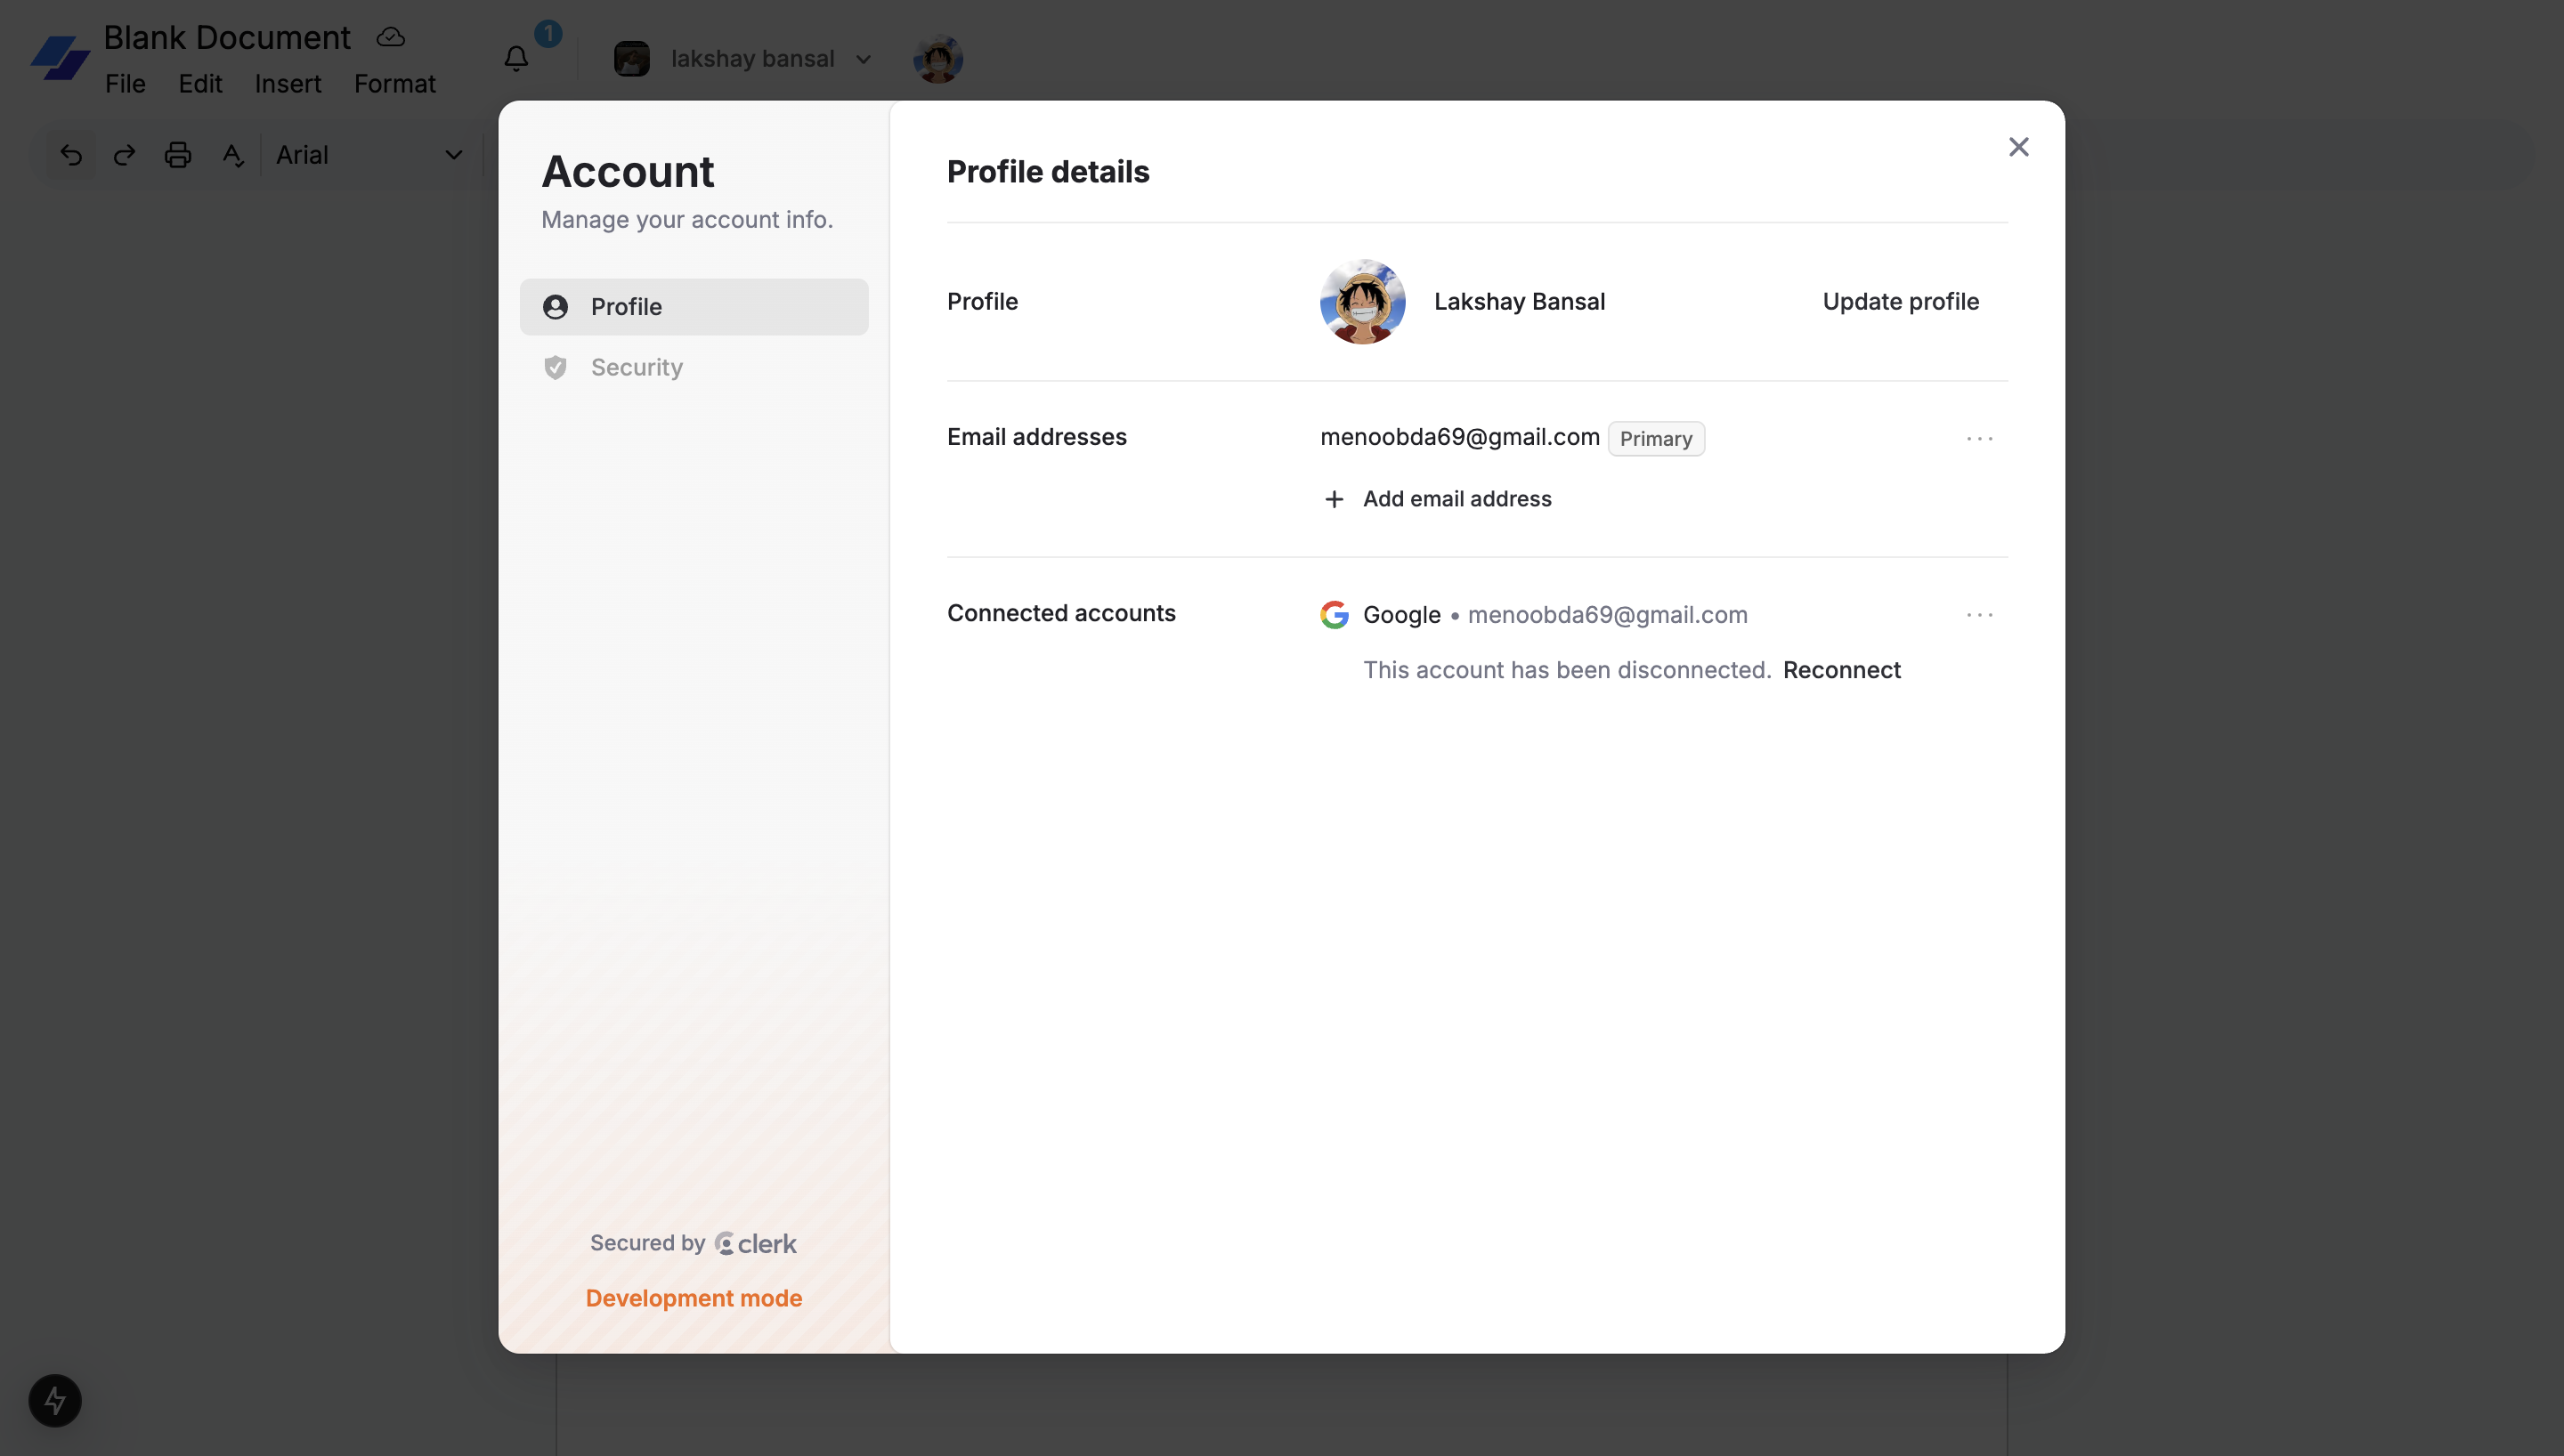 Blank Document
1
lakshay bansal
File Edit Insert Format
Arial
Account
Manage your account info.
Profile
Security
Secured by clerk
Development mode
Profile details
Profile
Lakshay Bansal
Update profile
Email addresses
menoobda69@gmail.com Primary
Add email address
Connected accounts
Google • menoobda69@gmail.com
This account has been disconnected. Reconnect